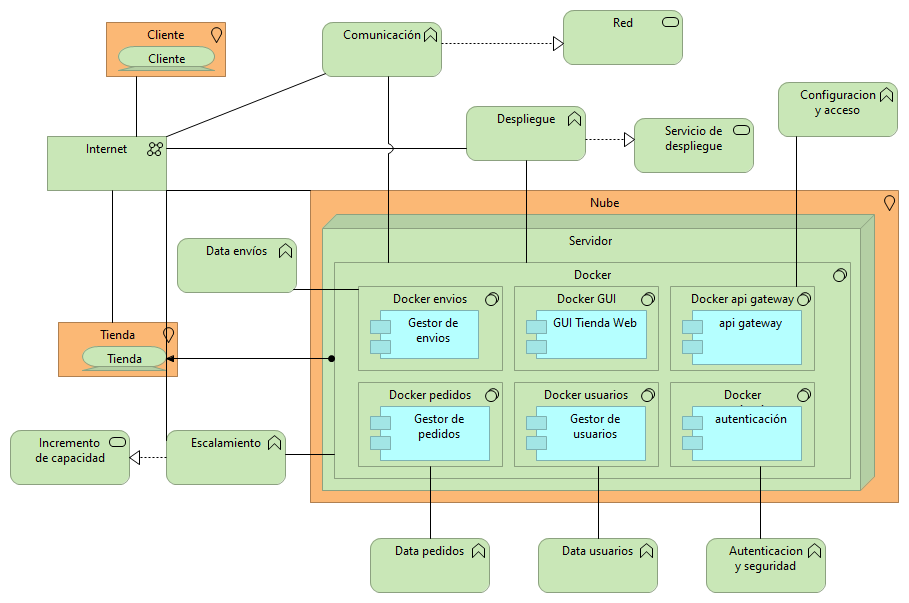 Cliente
Cliente
Comunicación
Red
Configuracion
y acceso
Despliegue
Servicio de
despliegue
Internet
Nube
Servidor
Data envíos
Docker
Docker envios
Gestor de
envios
Docker GUI
GUI Tienda Web
Docker api gateway
api gateway
Tienda
Tienda
Docker pedidos
Gestor de
pedidos
Docker usuarios
Gestor de
usuarios
Docker
autenticación
Incremento
de capacidad
Escalamiento
Data pedidos
Data usuarios
Autenticacion
y seguridad